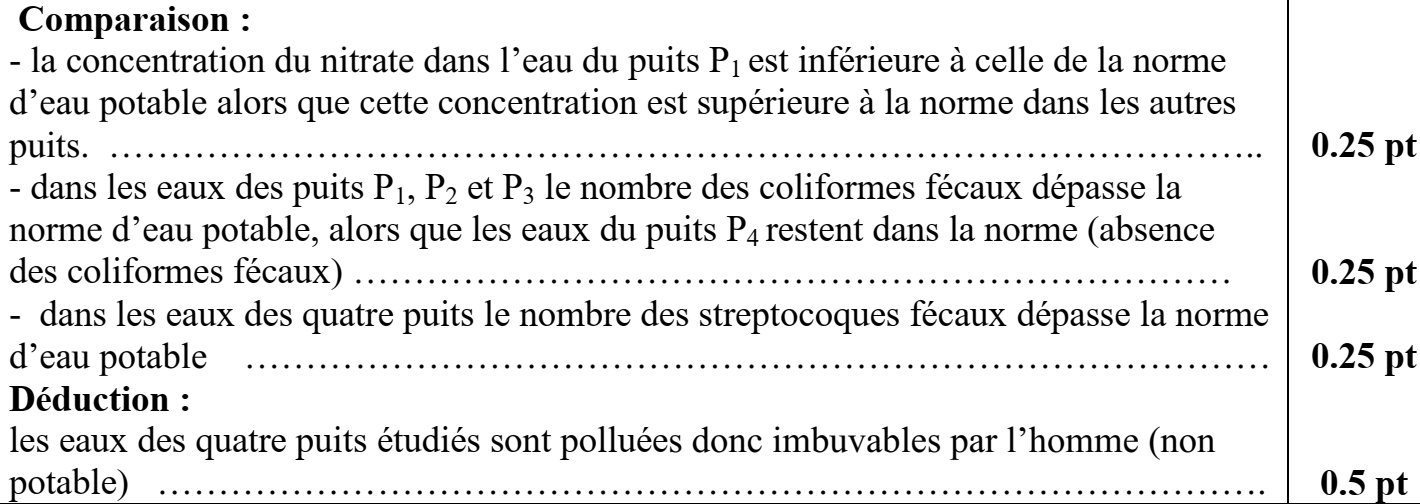 Comparaison :
- la concentration du nitrate dans l’eau du puits P₁ est inférieure à celle de la norme
d’eau potable alors que cette concentration est supérieure à la norme dans les autres
puits. ………………………………………………………………………………….. 0.25 pt
- dans les eaux des puits P₁, P₂ et P₃ le nombre des coliformes fécaux dépasse la
norme d’eau potable, alors que les eaux du puits P₄ restent dans la norme (absence
des coliformes fécaux) ……………………………………………………………… 0.25 pt
- dans les eaux des quatre puits le nombre des streptocoques fécaux dépasse la norme
d’eau potable ………………………………………………………………………… 0.25 pt
Déduction :
les eaux des quatre puits étudiés sont polluées donc imbuvables par l’homme (non
potable) ………………………………………………………………………………. 0.5 pt